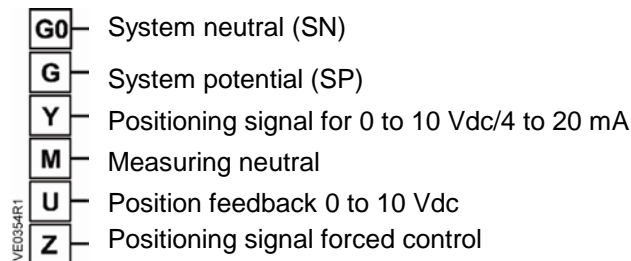 G0 System neutral (SN)
G System potential (SP)
Y Positioning signal for 0 to 10 Vdc/4 to 20 mA
M Measuring neutral
U Position feedback 0 to 10 Vdc
Z Positioning signal forced control
VE0354R1